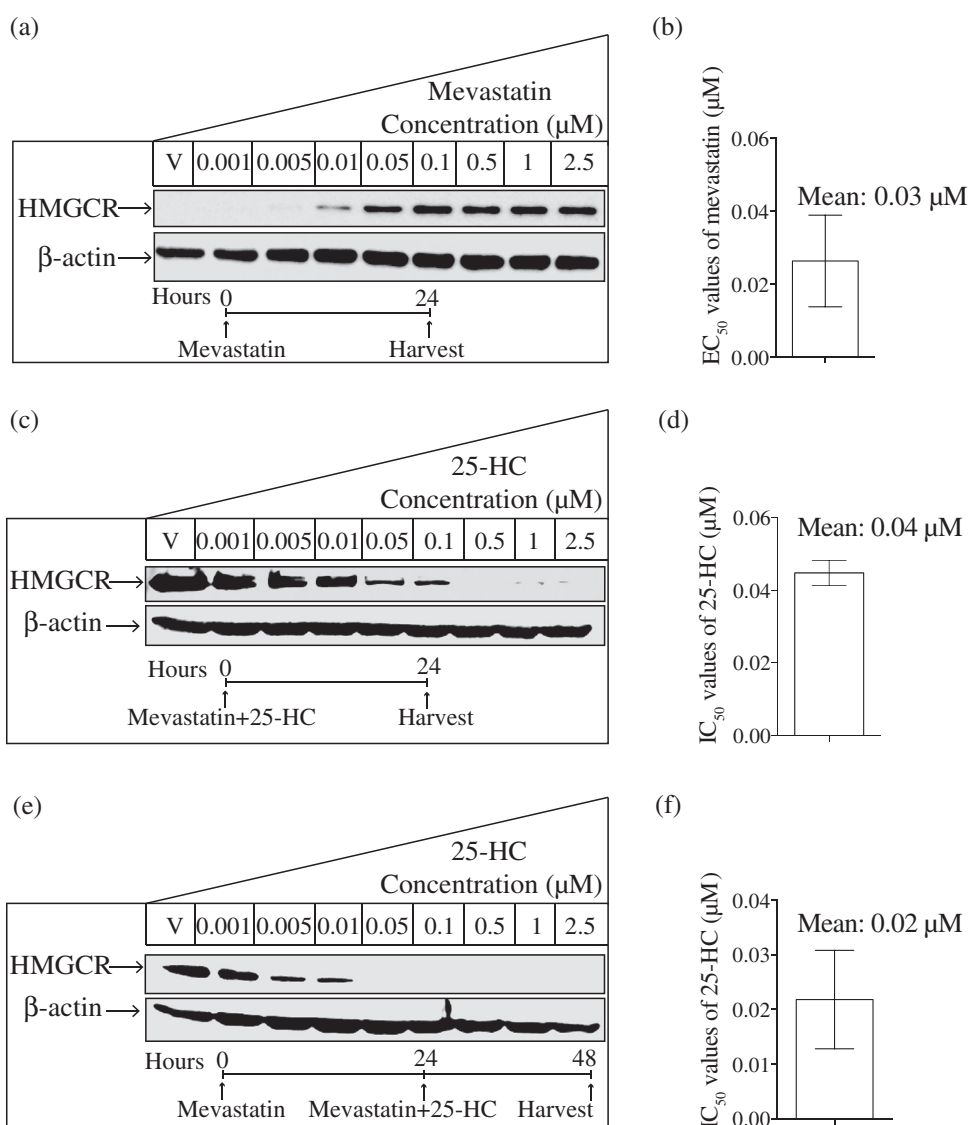 (a)
Mevastatin
Concentration (µM)
V 0.001 0.005 0.01 0.05 0.1 0.5 1 2.5
HMGCR
β-actin
Hours 0 24
Mevastatin Harvest
(b)
EC50 values of mevastatin (µM)
0.06
0.04
0.02
0.00
Mean: 0.03 µM
(c)
25-HC
Concentration (µM)
V 0.001 0.005 0.01 0.05 0.1 0.5 1 2.5
HMGCR
β-actin
Hours 0 24
Mevastatin+25-HC Harvest
(d)
IC50 values of 25-HC (µM)
0.06
0.04
0.02
0.00
Mean: 0.04 µM
(e)
25-HC
Concentration (µM)
V 0.001 0.005 0.01 0.05 0.1 0.5 1 2.5
HMGCR
β-actin
Hours 0 24 48
Mevastatin Mevastatin+25-HC Harvest
(f)
IC50 values of 25-HC (µM)
0.04
0.03
0.02
0.01
0.00
Mean: 0.02 µM